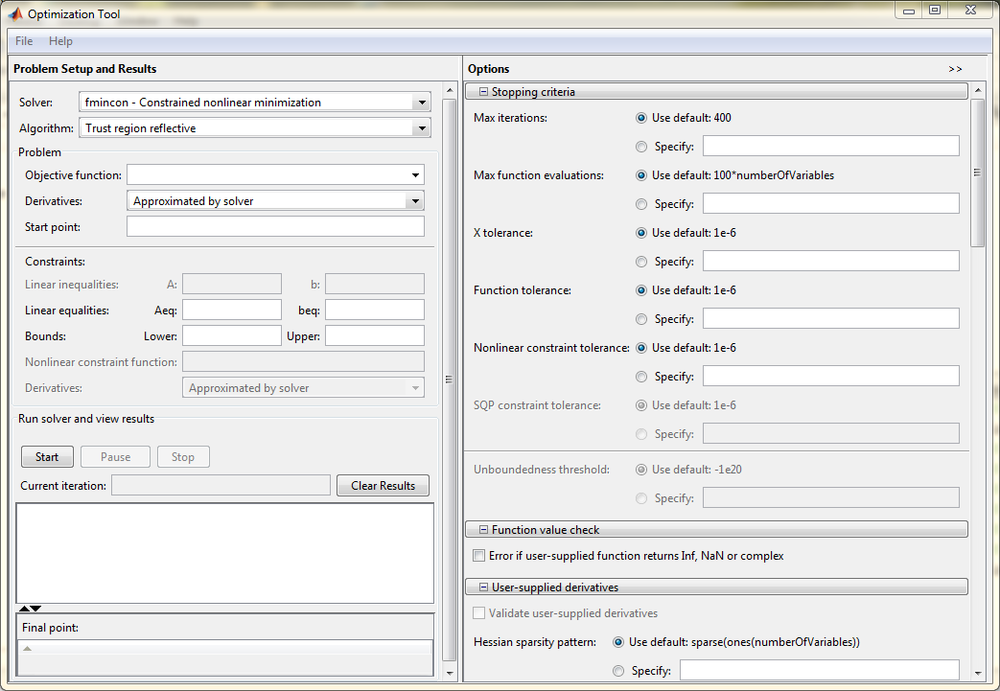 Optimization Tool
File Help
Problem Setup and Results
Solver: fmincon - Constrained nonlinear minimization
Algorithm: Trust region reflective
Problem
Objective function:
Derivatives: Approximated by solver
Start point:
Constraints:
Linear inequalities: A: b:
Linear equalities: Aeq: beq:
Bounds: Lower: Upper:
Nonlinear constraint function:
Derivatives: Approximated by solver
Run solver and view results
Start Pause Stop
Current iteration: Clear Results
Final point:
Options >>
Stopping criteria
Max iterations: Use default: 400
Specify:
Max function evaluations: Use default: 100*numberOfVariables
Specify:
X tolerance: Use default: 1e-6
Specify:
Function tolerance: Use default: 1e-6
Specify:
Nonlinear constraint tolerance: Use default: 1e-6
Specify:
SQP constraint tolerance: Use default: 1e-6
Specify:
Unboundedness threshold: Use default: -1e20
Specify:
Function value check
Error if user-supplied function returns Inf, NaN or complex
User-supplied derivatives
Validate user-supplied derivatives
Hessian sparsity pattern: Use default: sparse(ones(numberOfVariables))
Specify: